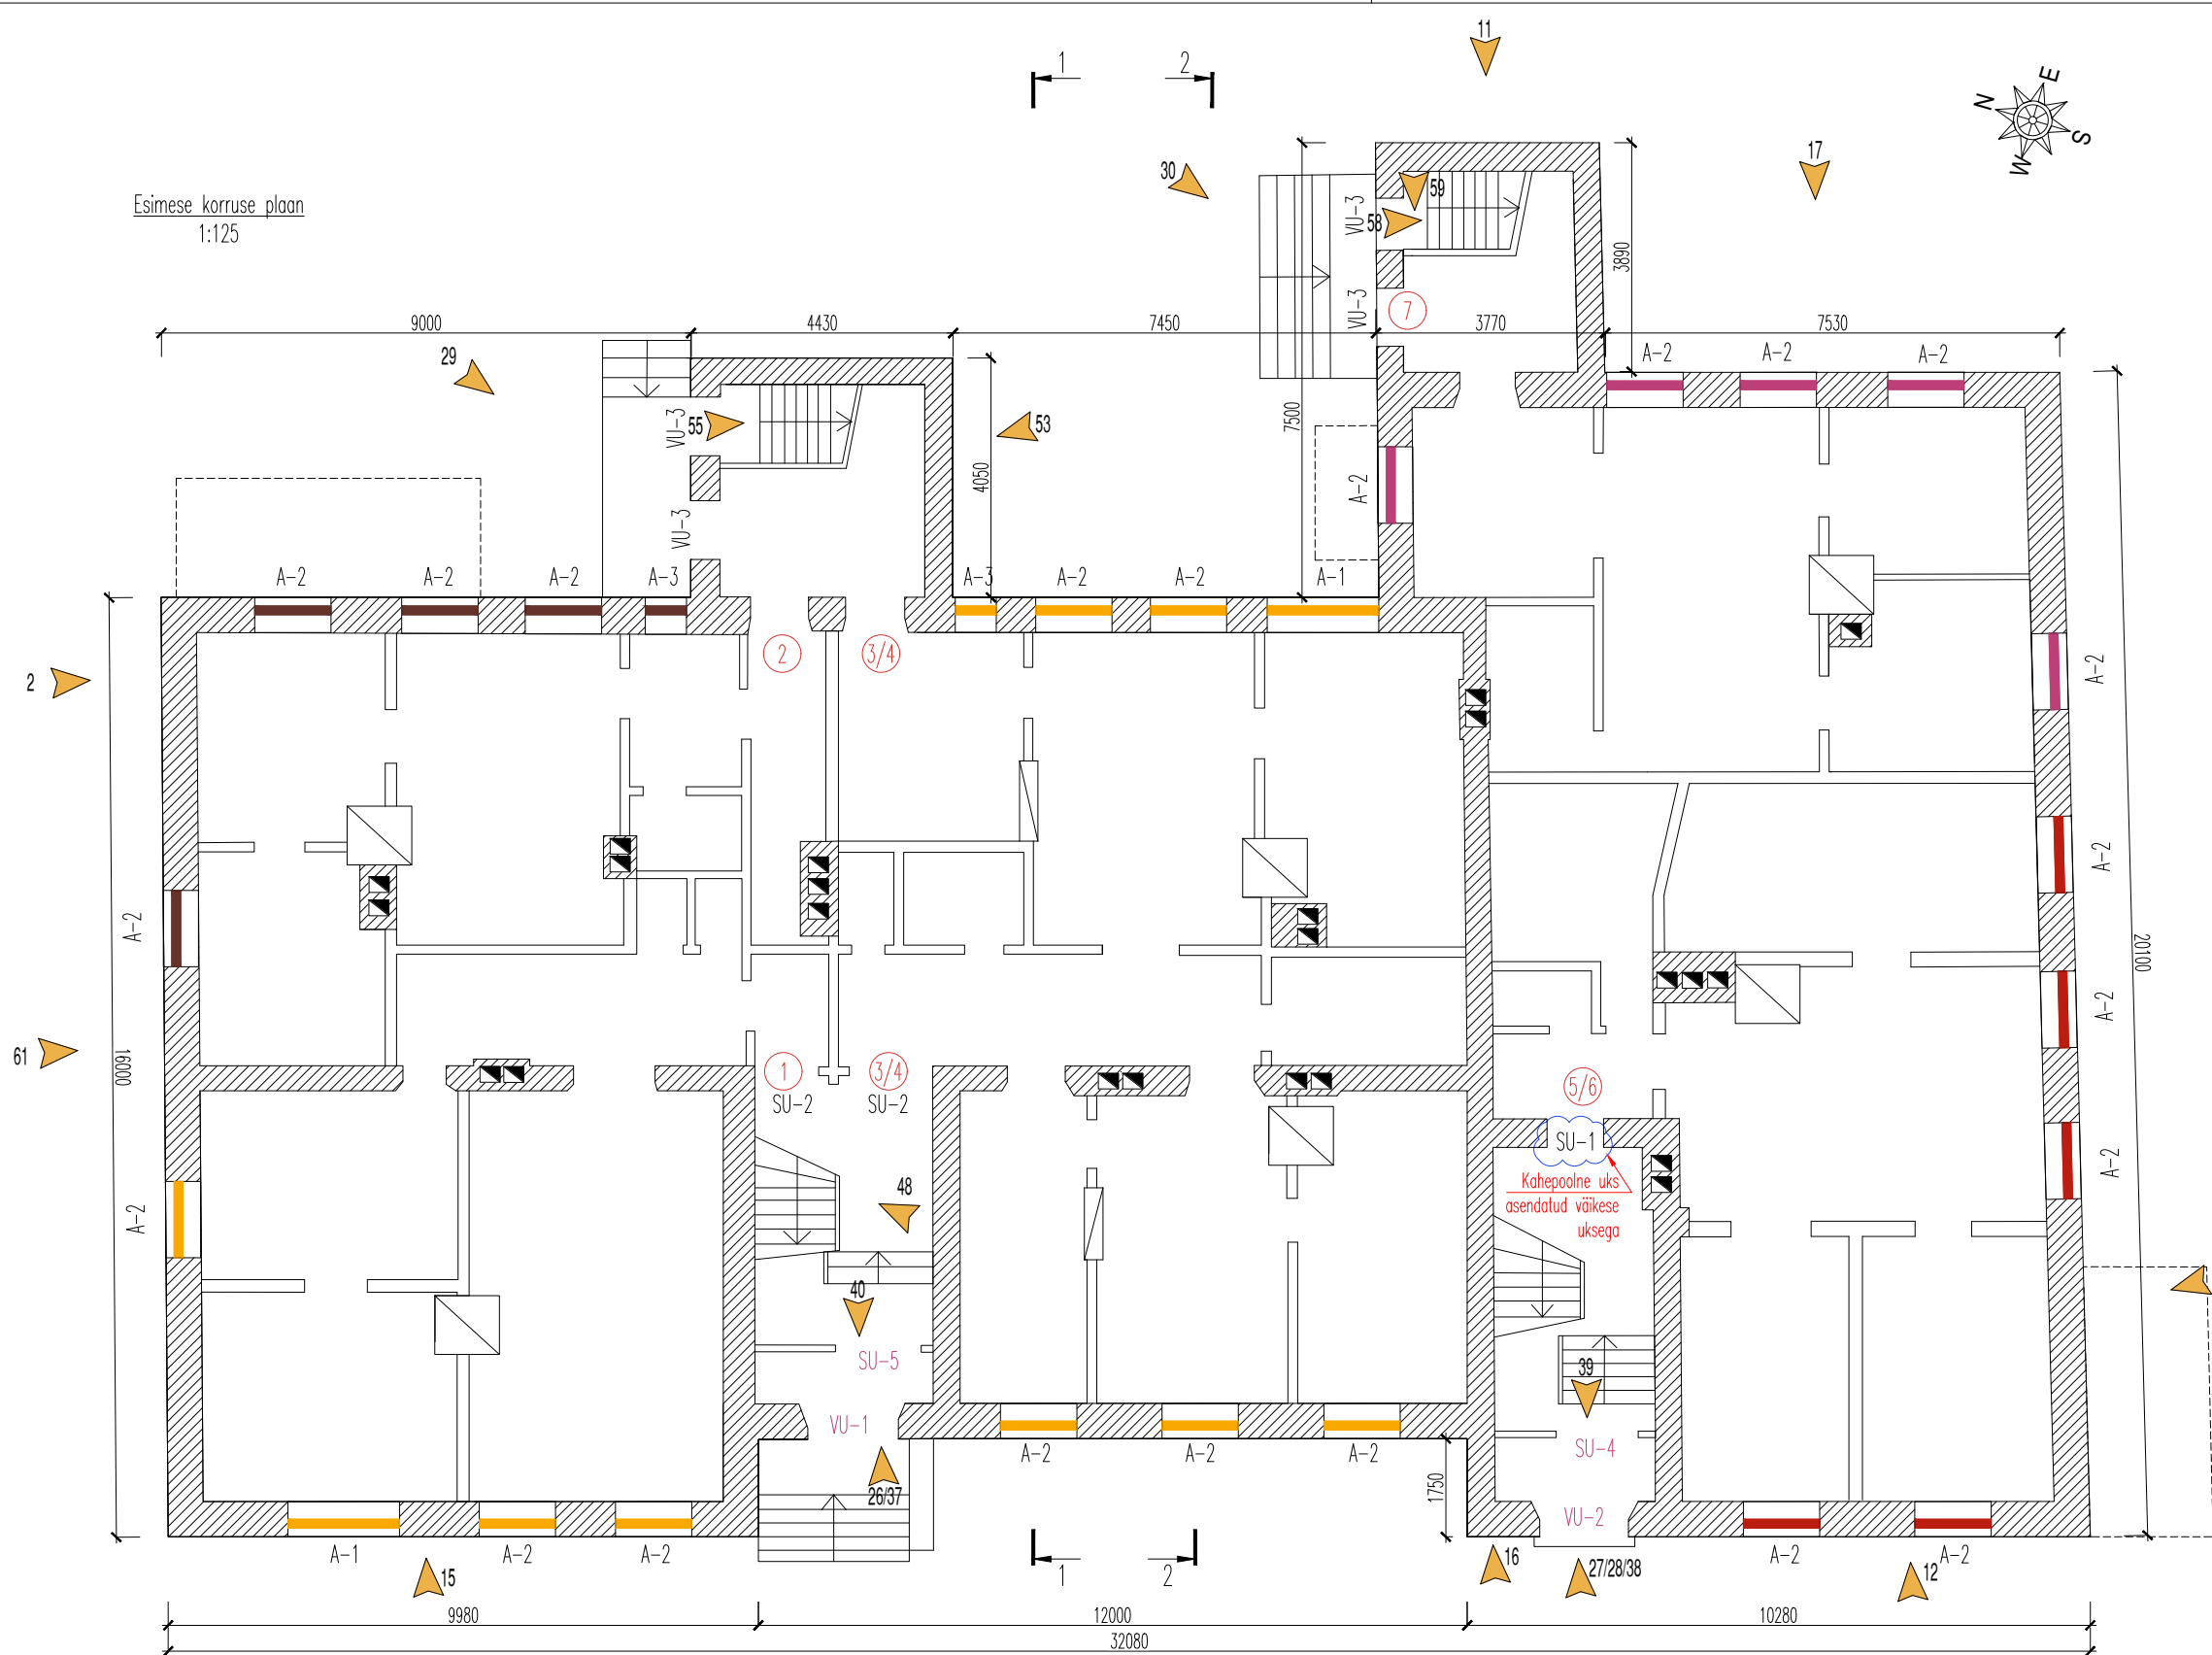 11
1
2
E
N
S
W
17
30
59
Esimese korruse plaan
1:125
VU-3
58
3890
VU-3
7
9000
4430
7450
3770
7530
29
A-2
A-2
A-2
7500
VU-3
55
53
4050
A-2
VU-3
A-2
A-2
A-2
A-3
A-3
A-2
A-2
A-1
2
3/4
2
A-2
A-2
A-2
20100
A-2
61
16000
1
SU-2
3/4
SU-2
5/6
SU-1
Kahepoolne uks
asendatud väikese
uksega
A-2
A-2
48
40
SU-5
39
VU-1
SU-4
A-2
A-2
A-2
1750
26/37
VU-2
A-1
A-2
A-2
15
1
2
16
27/28/38
A-2
A-2
12
9980
12000
10280
32080